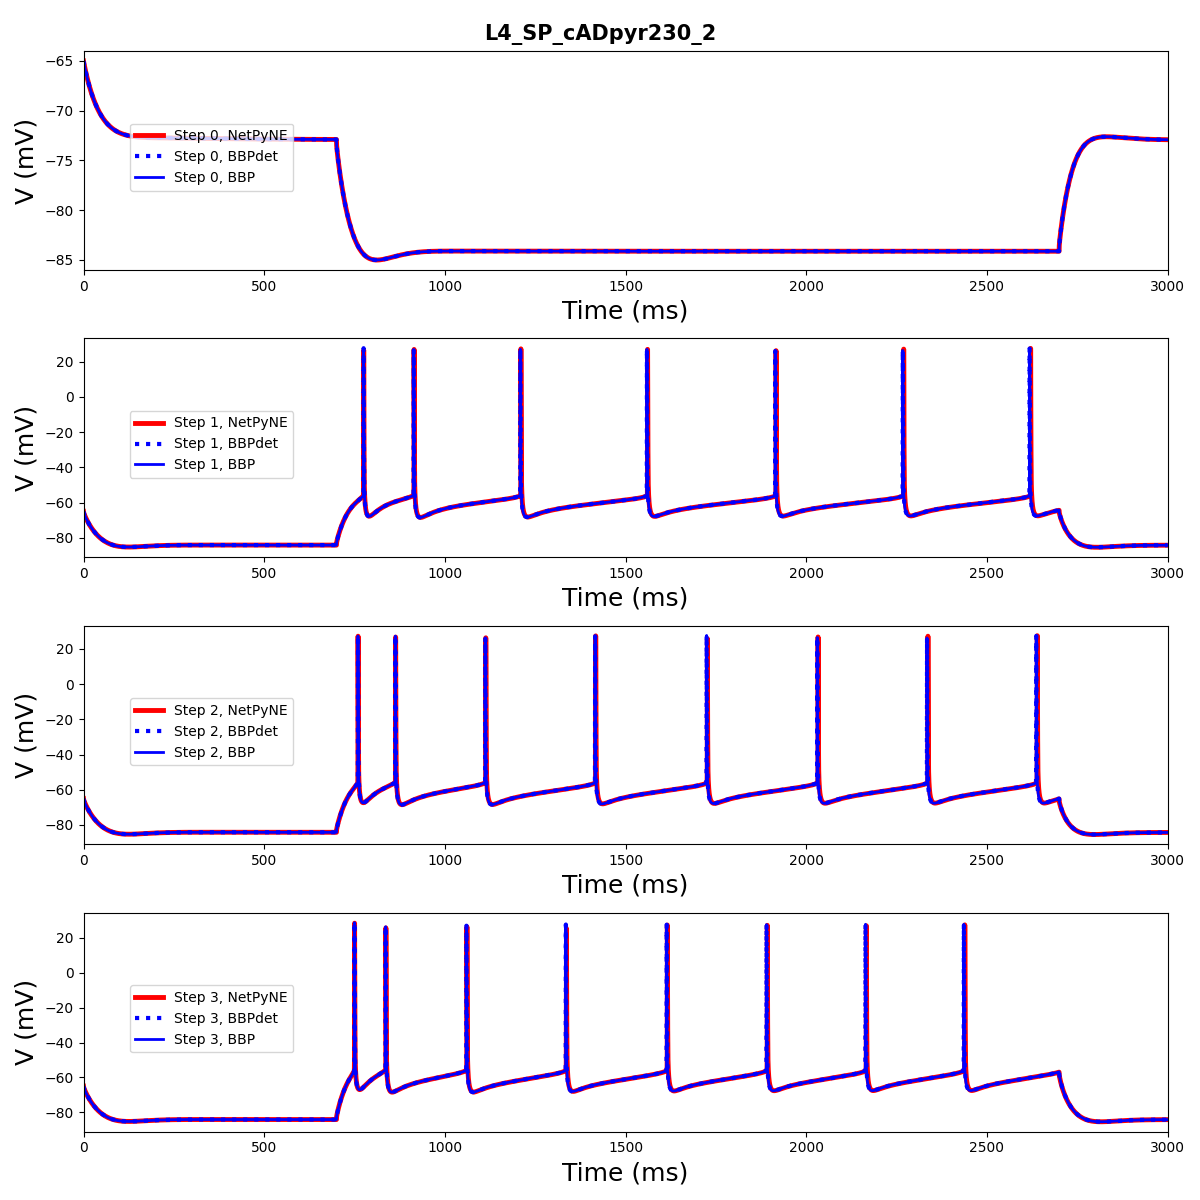 L4_SP_cADpyr230_2
−65
−70
−75
−80
−85
V (mV)
Step 0, NetPyNE
Step 0, BBPdet
Step 0, BBP
0 500 1000 1500 2000 2500 3000
Time (ms)
20
0
−20
−40
−60
−80
V (mV)
Step 1, NetPyNE
Step 1, BBPdet
Step 1, BBP
0 500 1000 1500 2000 2500 3000
Time (ms)
20
0
−20
−40
−60
−80
V (mV)
Step 2, NetPyNE
Step 2, BBPdet
Step 2, BBP
0 500 1000 1500 2000 2500 3000
Time (ms)
20
0
−20
−40
−60
−80
V (mV)
Step 3, NetPyNE
Step 3, BBPdet
Step 3, BBP
0 500 1000 1500 2000 2500 3000
Time (ms)